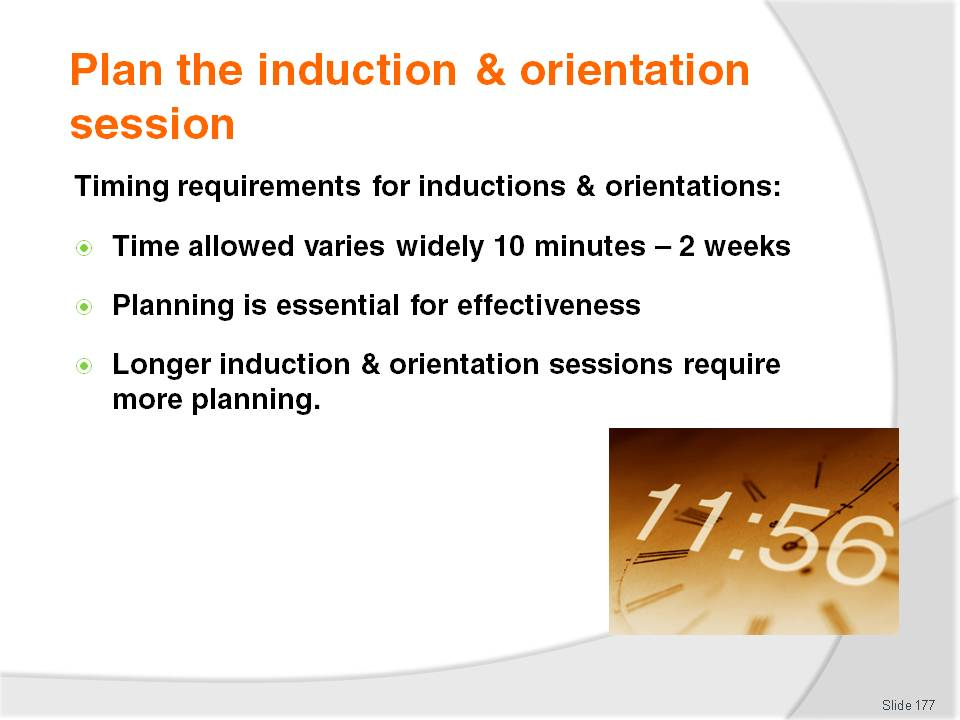 Plan the induction & orientation
session
Timing requirements for inductions & orientations:
Time allowed varies widely 10 minutes – 2 weeks
Planning is essential for effectiveness
Longer induction & orientation sessions require
more planning.
11:56
Slide 177